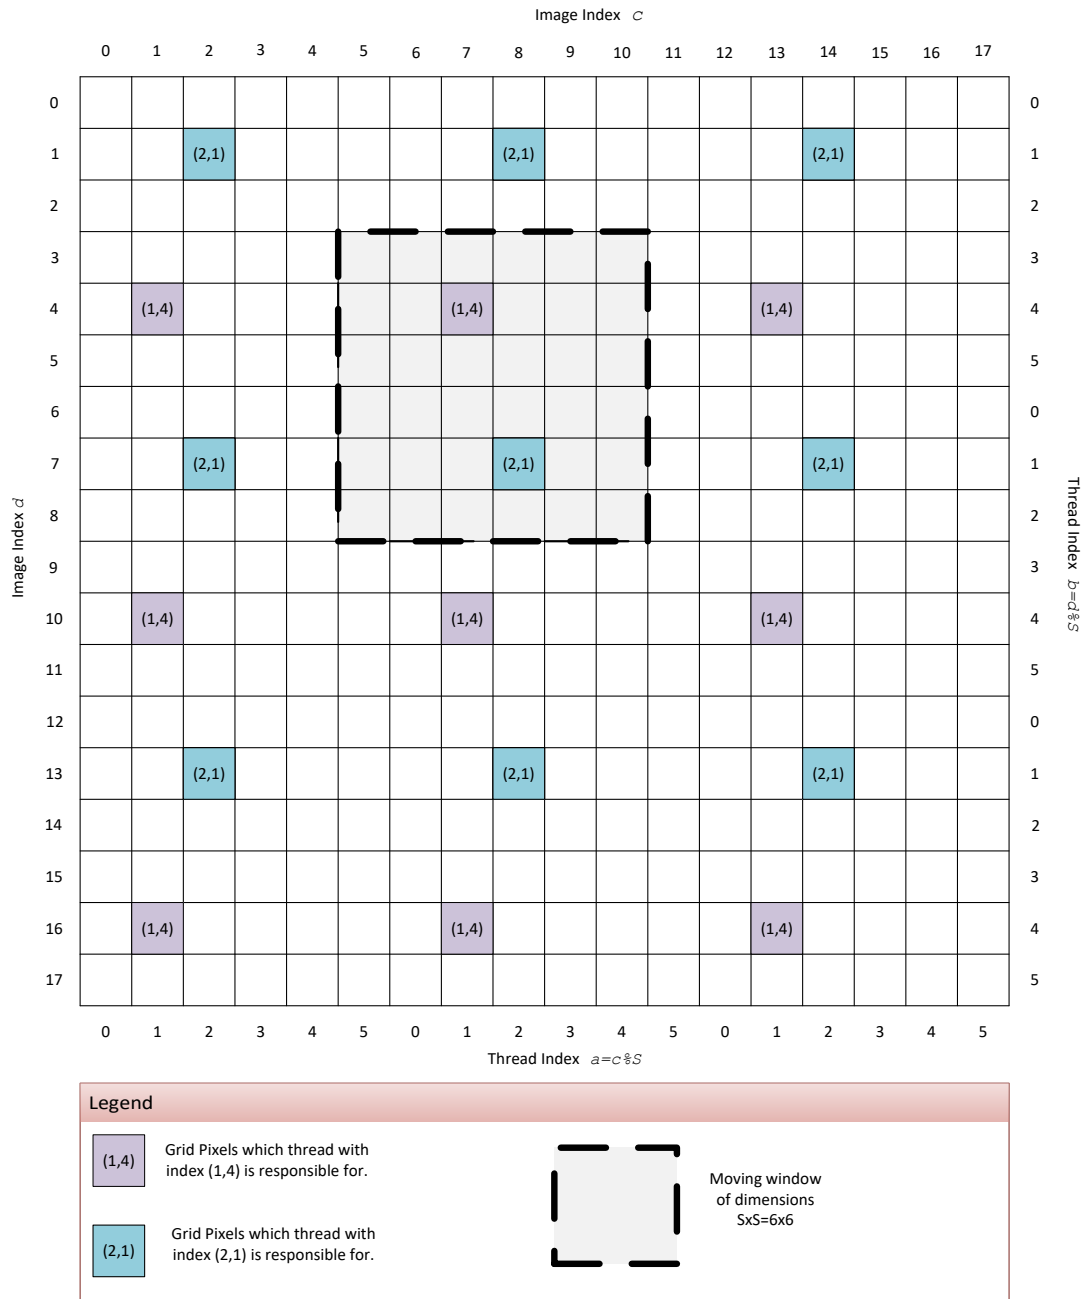 Image Index c
0 1 2 3 4 5 6 7 8 9 10 11 12 13 14 15 16 17
0 0
1 (2,1) (2,1) (2,1) 1
2 2
3 3
4 (1,4) (1,4) (1,4) 4
5 5
6 0
7 (2,1) (2,1) (2,1) 1
8 2
9 3
10 (1,4) (1,4) (1,4) 4
11 5
12 0
13 (2,1) (2,1) (2,1) 1
14 2
15 3
16 (1,4) (1,4) (1,4) 4
17 5
Image Index d
Thread Index b=d%S
0 1 2 3 4 5 0 1 2 3 4 5 0 1 2 3 4 5
Thread Index a=c%S
Legend
(1,4)
Grid Pixels which thread with
index (1,4) is responsible for.
(2,1)
Grid Pixels which thread with
index (2,1) is responsible for.
Moving window
of dimensions
SxS=6x6